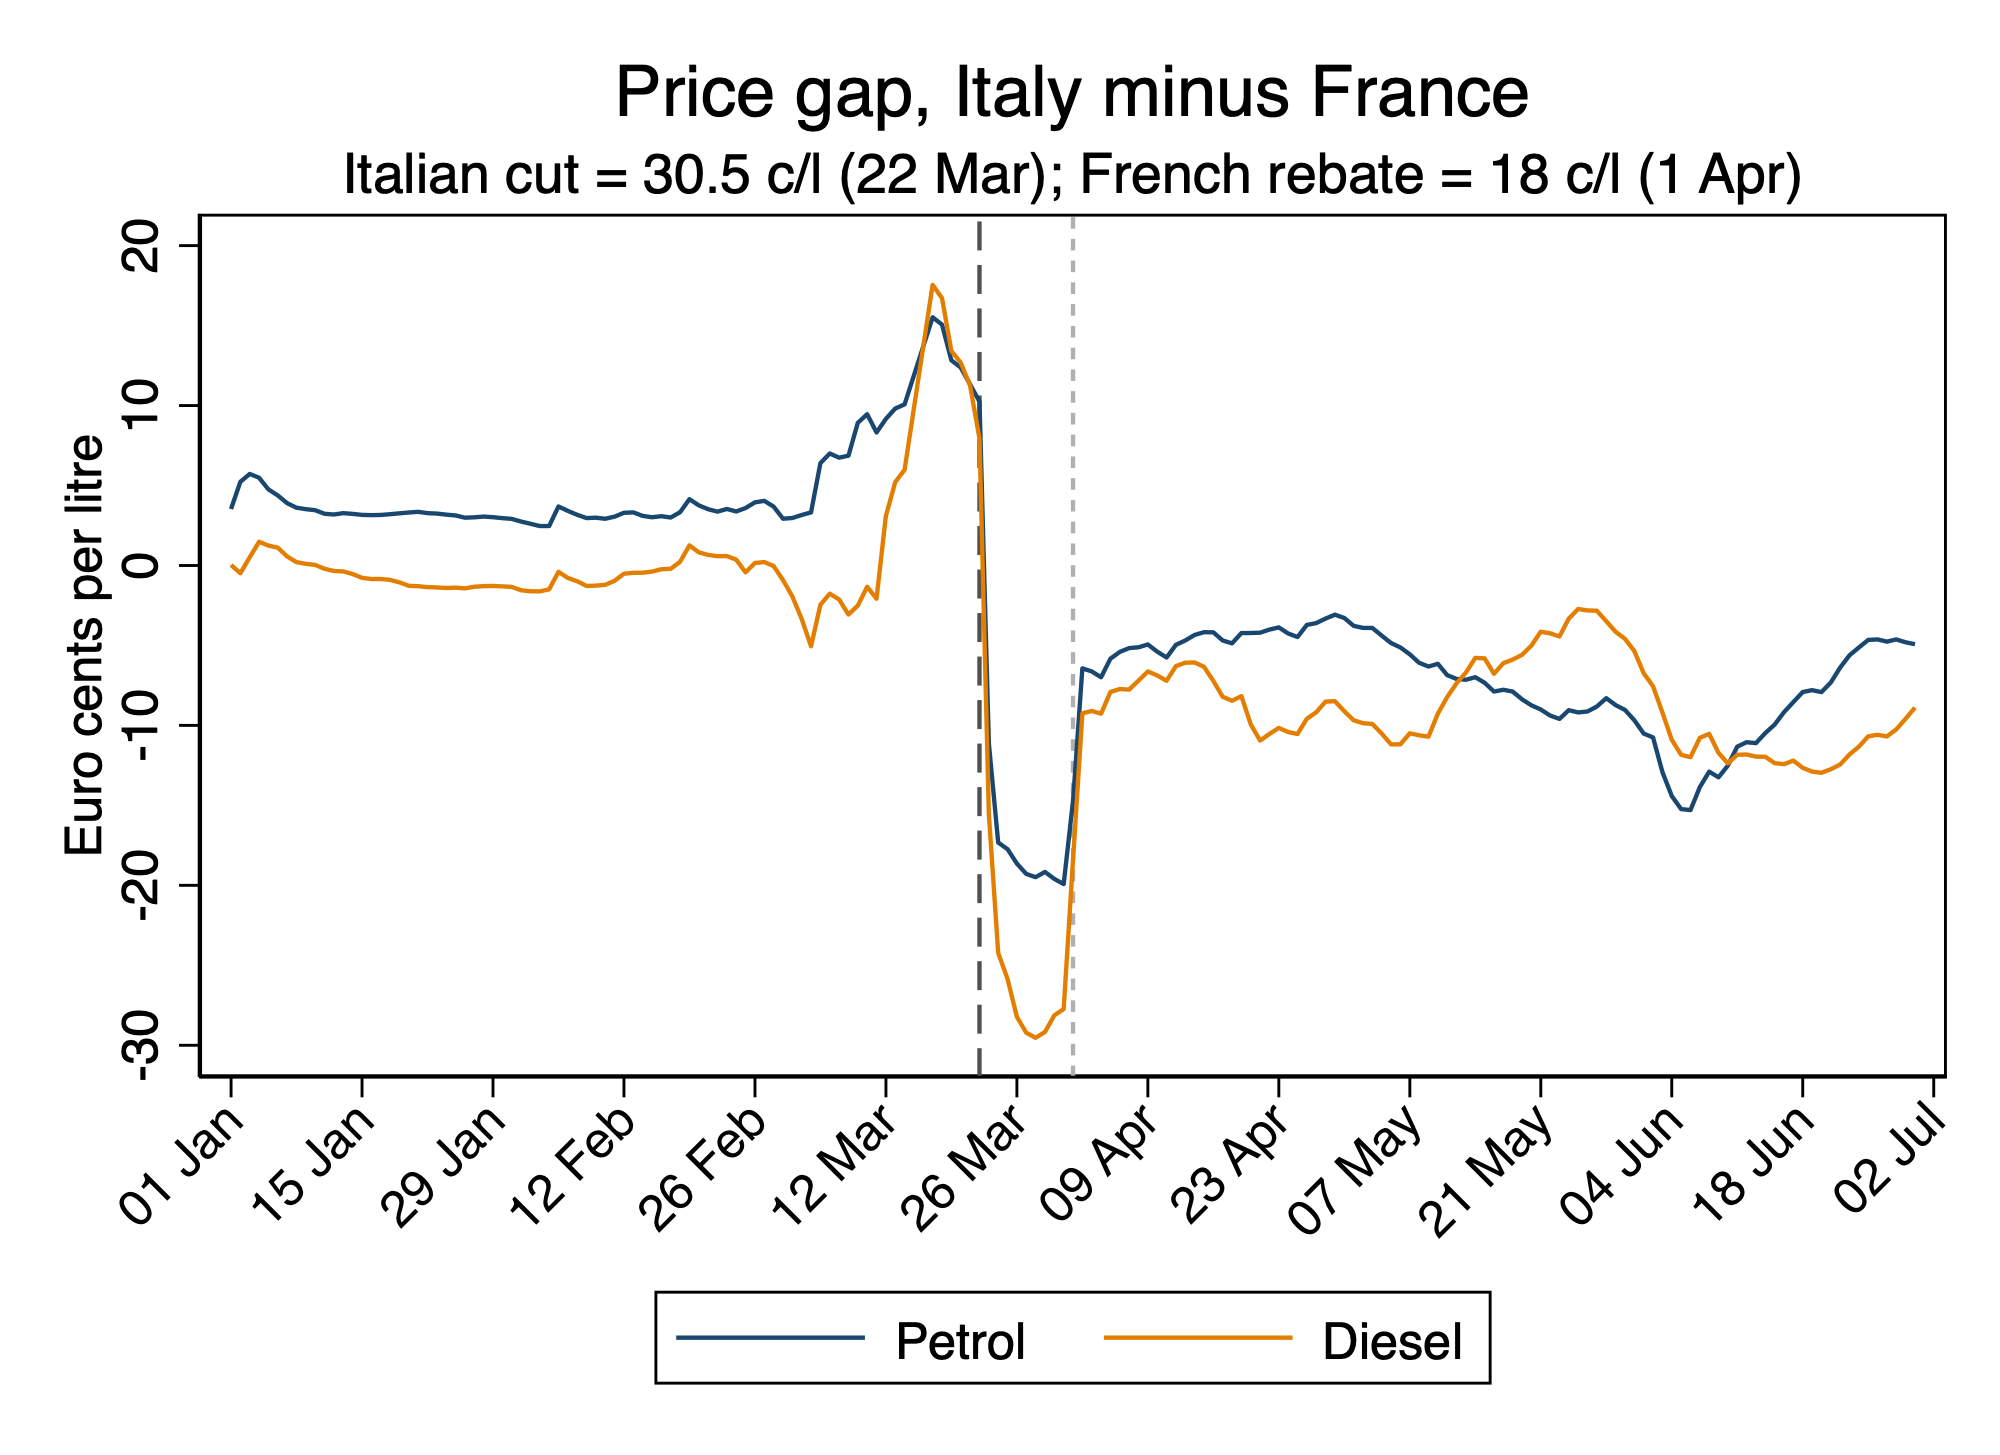 Price gap, Italy minus France
Italian cut = 30.5 c/l (22 Mar); French rebate = 18 c/l (1 Apr)
Euro cents per litre
20
10
0
-10
-20
-30
01 Jan
15 Jan
29 Jan
12 Feb
26 Feb
12 Mar
26 Mar
09 Apr
23 Apr
07 May
21 May
04 Jun
18 Jun
02 Jul
Petrol
Diesel